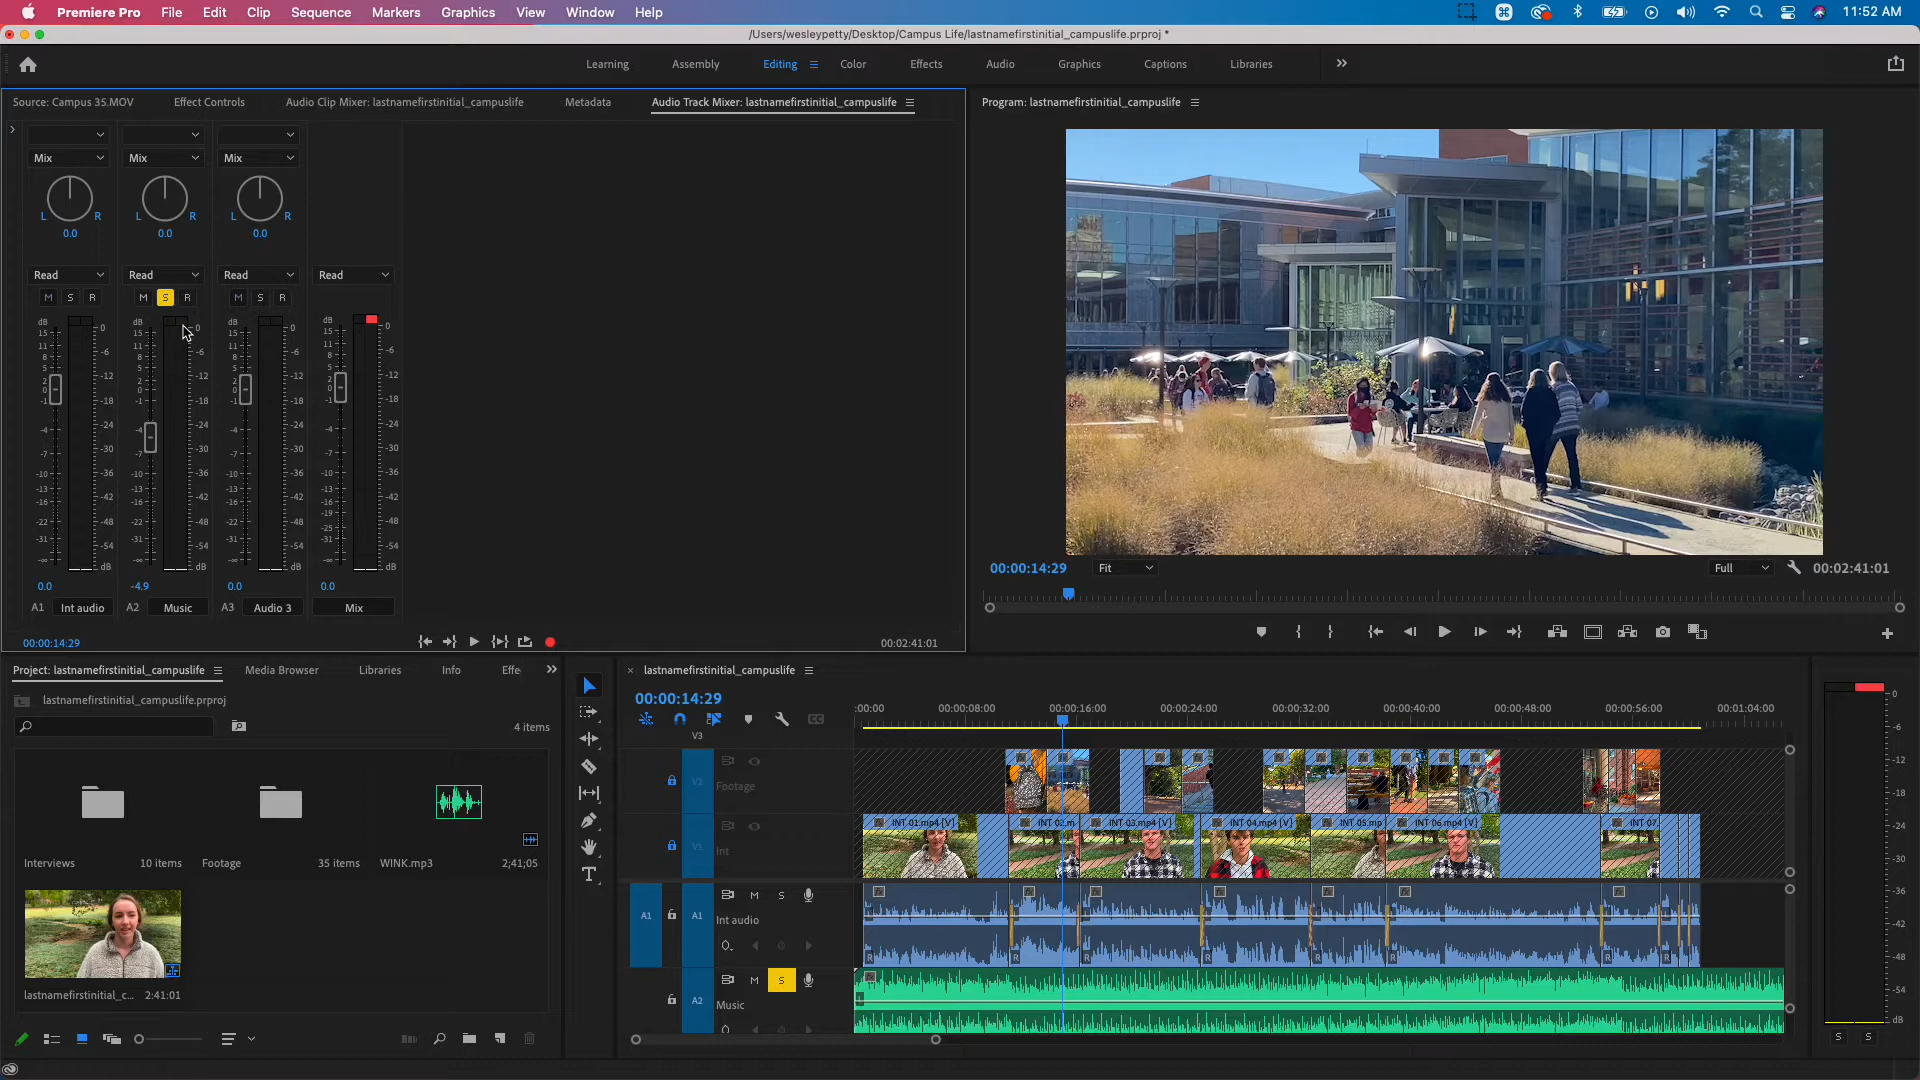 Premiere Pro File Edit Clip Sequence Markers Graphics View Window Help 11:52 AM
/Users/wesleypetty/Desktop/Campus Life/lastnamefirstinitial_campuslife.prproj *
Learning Assembly Editing Color Effects Audio Graphics Captions Libraries
Source: Campus 35.MOV Effect Controls Audio Clip Mixer: lastnamefirstinitial_campuslife Metadata Audio Track Mixer: lastnamefirstinitial_campuslife
Program: lastnamefirstinitial_campuslife
Mix Mix Mix
L R L R L R
0.0 0.0 0.0
Read Read Read Read
M S R M S R M S R
dB 15 11 8 5 2 0 -1 -4 -7 -10 -13 -16 -22 -31 -∞
0 -6 -12 -18 -24 -30 -36 -42 -48 -54 dB
dB 15 11 8 5 2 0 -1 -4 -7 -10 -13 -16 -22 -31 -∞
0 -6 -12 -18 -24 -30 -36 -42 -48 -54 dB
dB 15 11 8 5 2 0 -1 -4 -7 -10 -13 -16 -22 -31 -∞
0 -6 -12 -18 -24 -30 -36 -42 -48 -54 dB
dB 15 11 8 5 2 0 -1 -4 -7 -10 -13 -16 -19 -25 -31 -∞
0 -6 -12 -18 -24 -30 -36 -42 -48 -54 dB
0.0 -4.9 0.0 0.0
A1 Int audio A2 Music A3 Audio 3 Mix
00:00:14:29 00:02:41:01
00:00:14:29 Fit Full 00:02:41:01
Project: lastnamefirstinitial_campuslife Media Browser Libraries Info Effe
lastnamefirstinitial_campuslife.prproj
4 items
Interviews 10 items Footage 35 items WINK.mp3 2;41;05
lastnamefirstinitial_c... 2:41:01
× lastnamefirstinitial_campuslife
00:00:14:29
:00:00 00:00:08:00 00:00:16:00 00:00:24:00 00:00:32:00 00:00:40:00 00:00:48:00 00:00:56:00 00:01:04:00
V3
V2 Footage
INT 01.mp4 [V] INT 02.m INT 03.mp4 [V] INT 04.mp4 [V] INT 05.mp INT 06.mp4 [V] INT 07.
V1 Int
A1 A1 M S
Int audio
R R R R R R R R
M S
A2
Music
0 -6 -12 -18 -24 -30 -36 -42 -48 -54 dB
S S